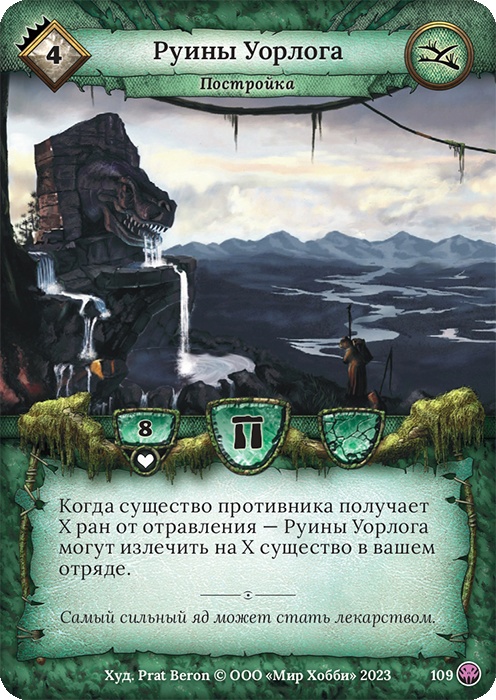 4
Руины Уорлога
Постройка
8
Когда существо противника получает
X ран от отравления — Руины Уорлога
могут излечить на X существо в вашем
отряде.
Самый сильный яд может стать лекарством.
Худ. Prat Beron © ООО «Мир Хобби» 2023
109